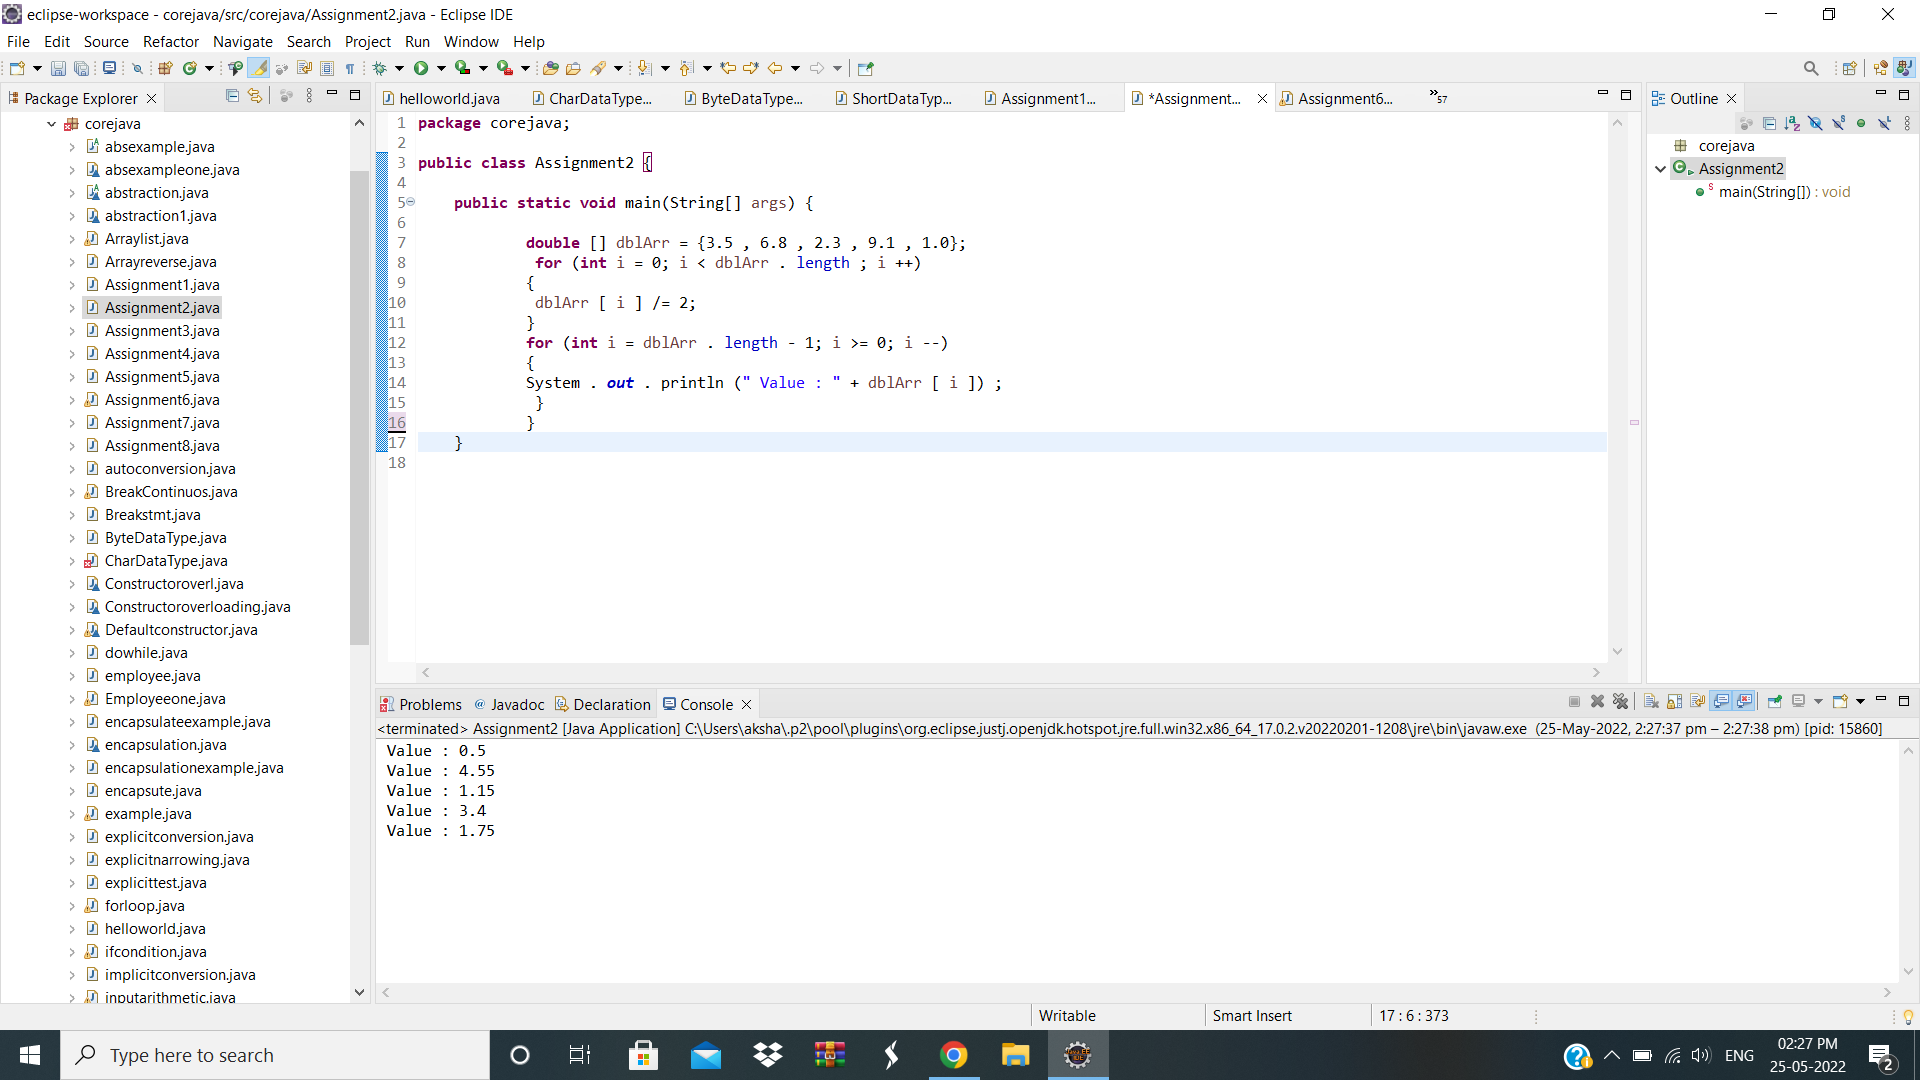 eclipse-workspace - corejava/src/corejava/Assignment2.java - Eclipse IDE
File Edit Source Refactor Navigate Search Project Run Window Help
Package Explorer
corejava
absexample.java
absexampleone.java
abstraction.java
abstraction1.java
Arraylist.java
Arrayreverse.java
Assignment1.java
Assignment2.java
Assignment3.java
Assignment4.java
Assignment5.java
Assignment6.java
Assignment7.java
Assignment8.java
autoconversion.java
BreakContinuos.java
Breakstmt.java
ByteDataType.java
CharDataType.java
Constructoroverl.java
Constructoroverloading.java
Defaultconstructor.java
dowhile.java
employee.java
Employeeone.java
encapsulateexample.java
encapsulation.java
encapsulationexample.java
encapsute.java
example.java
explicitconversion.java
explicitnarrowing.java
explicittest.java
forloop.java
helloworld.java
ifcondition.java
implicitconversion.java
inputarithmetic.java
helloworld.java CharDataType... ByteDataType... ShortDataTyp... Assignment1... *Assignment... Assignment6... »57
1 package corejava;
2
3 public class Assignment2 {
4
5 public static void main(String[] args) {
6
7 double [] dblArr = {3.5 , 6.8 , 2.3 , 9.1 , 1.0};
8 for (int i = 0; i < dblArr . length ; i ++)
9 {
10 dblArr [ i ] /= 2;
11 }
12 for (int i = dblArr . length - 1; i >= 0; i --)
13 {
14 System . out . println (" Value : " + dblArr [ i ]) ;
15 }
16 }
17 }
18
Outline
corejava
Assignment2
main(String[]) : void
Problems @ Javadoc Declaration Console
<terminated> Assignment2 [Java Application] C:\Users\aksha\.p2\pool\plugins\org.eclipse.justj.openjdk.hotspot.jre.full.win32.x86_64_17.0.2.v20220201-1208\jre\bin\javaw.exe (25-May-2022, 2:27:37 pm – 2:27:38 pm) [pid: 15860]
Value : 0.5
Value : 4.55
Value : 1.15
Value : 3.4
Value : 1.75
Writable Smart Insert 17 : 6 : 373
Type here to search
ENG
02:27 PM
25-05-2022
2